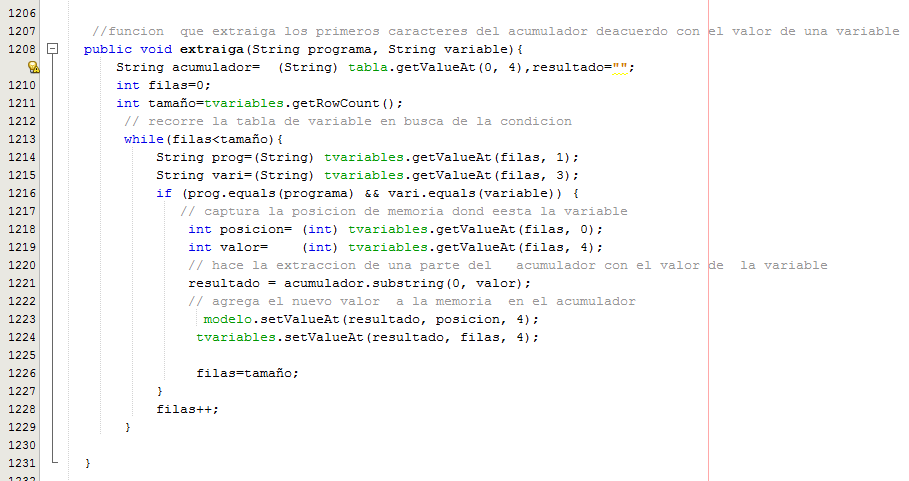 1206
1207 //funcion  que extraiga los primeros caracteres del acumulador deacuerdo con el valor de una variable
1208 public void extraiga(String programa, String variable){
String acumulador=  (String) tabla.getValueAt(0, 4),resultado="";
1210 int filas=0;
1211 int tamaño=tvariables.getRowCount();
1212 // recorre la tabla de variable en busca de la condicion
1213 while(filas<tamaño){
1214 String prog=(String) tvariables.getValueAt(filas, 1);
1215 String vari=(String) tvariables.getValueAt(filas, 3);
1216 if (prog.equals(programa) && vari.equals(variable)) {
1217 // captura la posicion de memoria dond eesta la variable
1218 int posicion= (int) tvariables.getValueAt(filas, 0);
1219 int valor=    (int) tvariables.getValueAt(filas, 4);
1220 // hace la extraccion de una parte del   acumulador con el valor de  la variable
1221 resultado = acumulador.substring(0, valor);
1222 // agrega el nuevo valor  a la memoria  en el acumulador
1223 modelo.setValueAt(resultado, posicion, 4);
1224 tvariables.setValueAt(resultado, filas, 4);
1225
1226 filas=tamaño;
1227 }
1228 filas++;
1229 }
1230
1231 }
1232